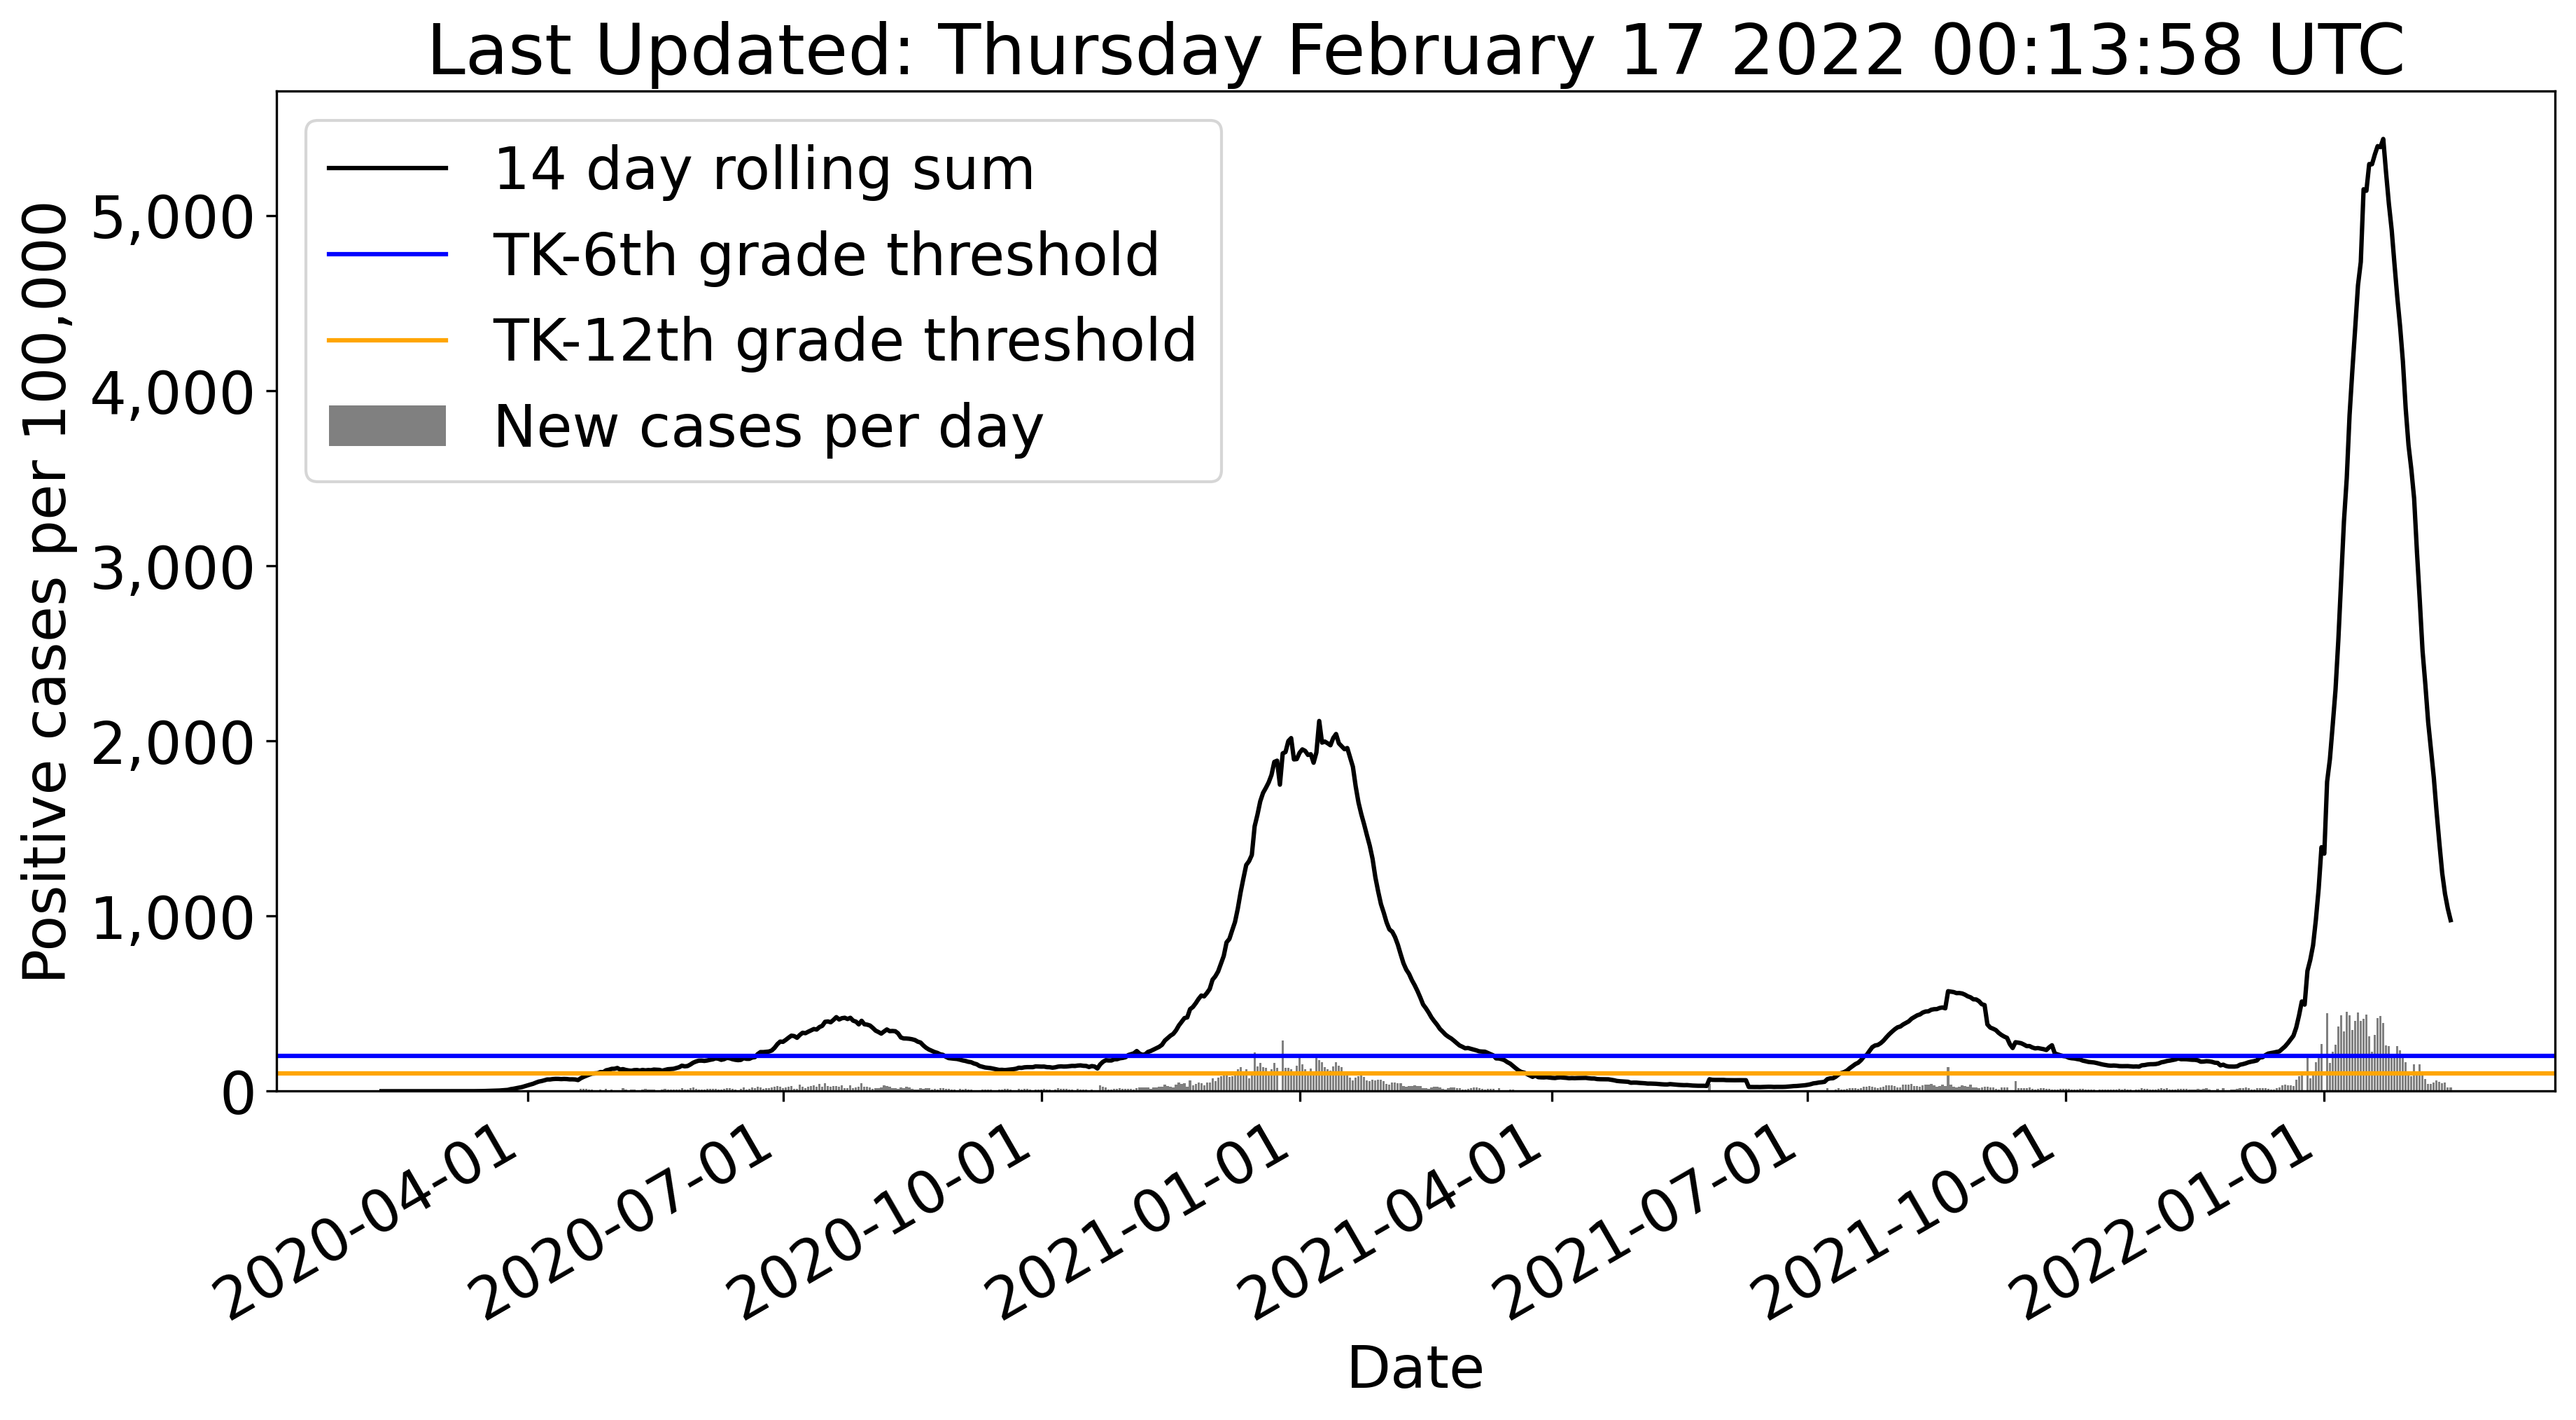 Last Updated: Thursday February 17 2022 00:13:58 UTC
14 day rolling sum
TK-6th grade threshold
TK-12th grade threshold
New cases per day
Positive cases per 100,000
5,000
4,000
3,000
2,000
1,000
0
2020-04-01
2020-07-01
2020-10-01
2021-01-01
2021-04-01
2021-07-01
2021-10-01
2022-01-01
Date